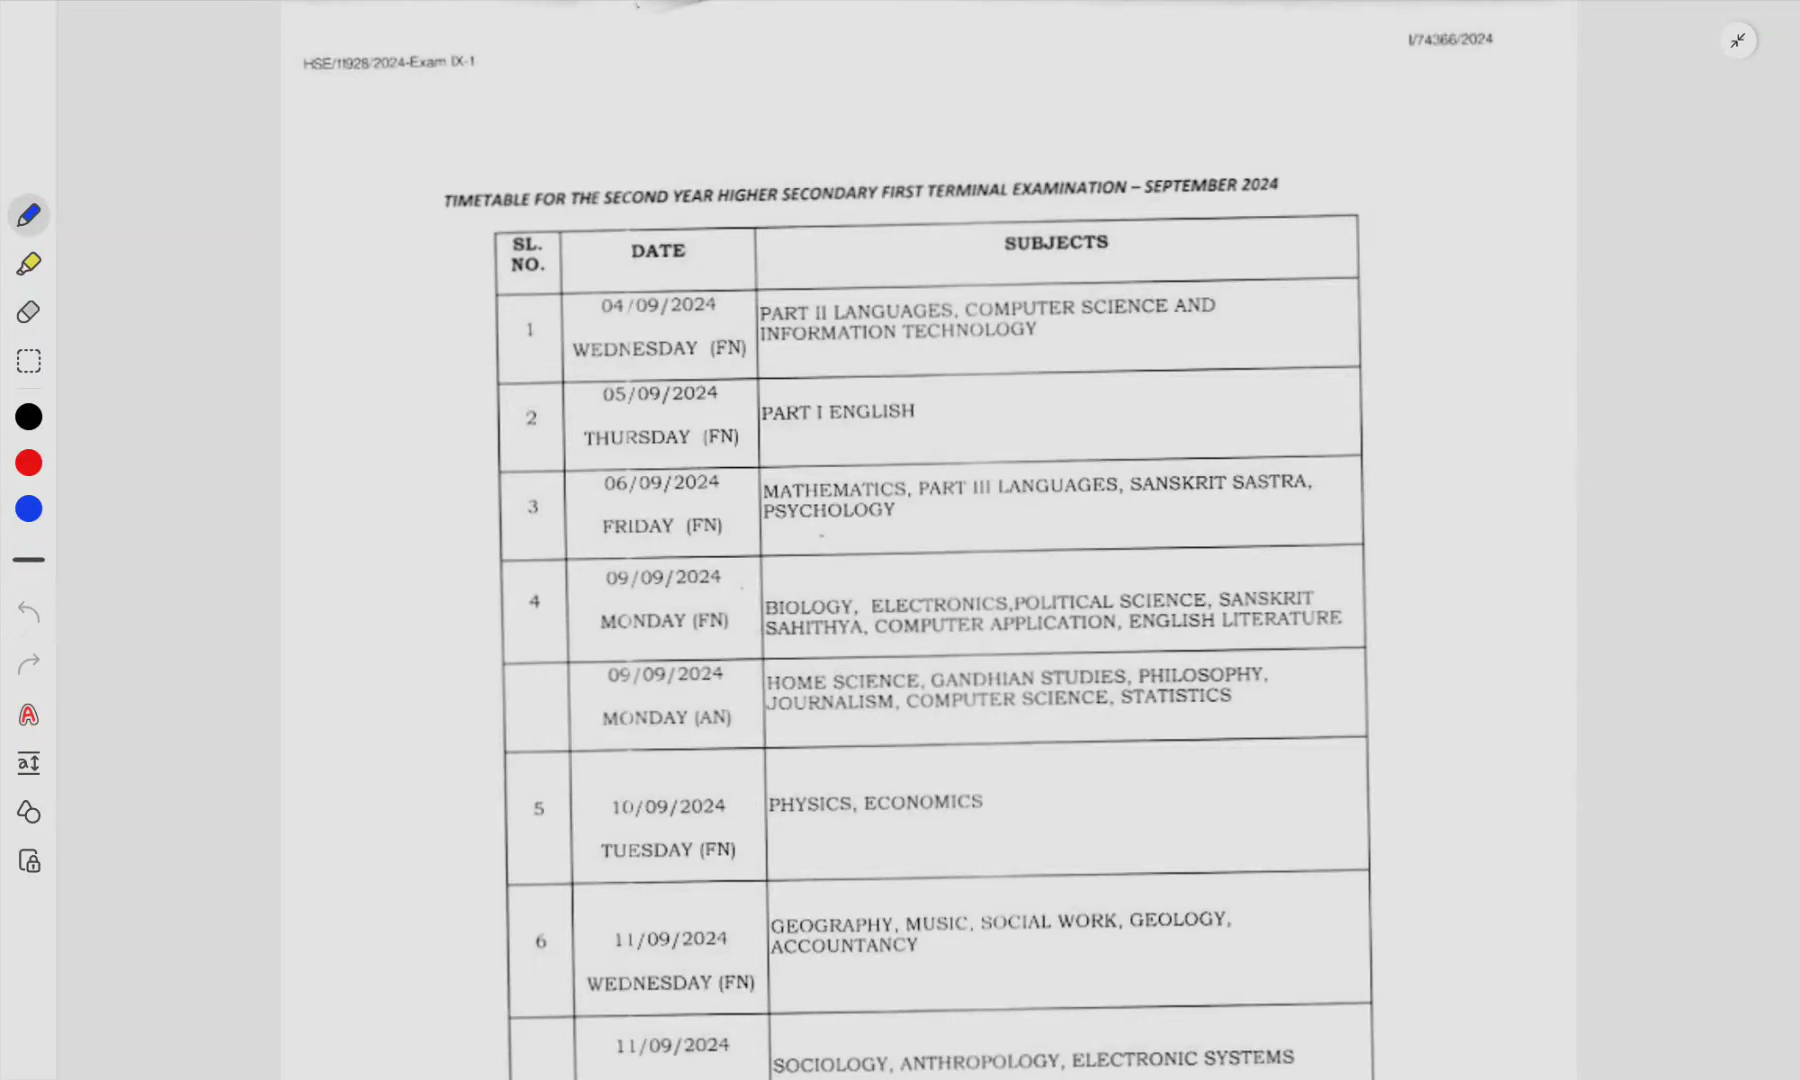 HSE/11928/2024-Exam IX-1
I/74366/2024
TIMETABLE FOR THE SECOND YEAR HIGHER SECONDARY FIRST TERMINAL EXAMINATION – SEPTEMBER 2024
SL.
NO.
DATE
SUBJECTS
1
04/09/2024
WEDNESDAY (FN)
PART II LANGUAGES, COMPUTER SCIENCE AND
INFORMATION TECHNOLOGY
2
05/09/2024
THURSDAY (FN)
PART I ENGLISH
3
06/09/2024
FRIDAY (FN)
MATHEMATICS, PART III LANGUAGES, SANSKRIT SASTRA,
PSYCHOLOGY
4
09/09/2024
MONDAY (FN)
BIOLOGY, ELECTRONICS,POLITICAL SCIENCE, SANSKRIT
SAHITHYA, COMPUTER APPLICATION, ENGLISH LITERATURE
09/09/2024
MONDAY (AN)
HOME SCIENCE, GANDHIAN STUDIES, PHILOSOPHY,
JOURNALISM, COMPUTER SCIENCE, STATISTICS
5
10/09/2024
TUESDAY (FN)
PHYSICS, ECONOMICS
6
11/09/2024
WEDNESDAY (FN)
GEOGRAPHY, MUSIC, SOCIAL WORK, GEOLOGY,
ACCOUNTANCY
11/09/2024
SOCIOLOGY, ANTHROPOLOGY, ELECTRONIC SYSTEMS